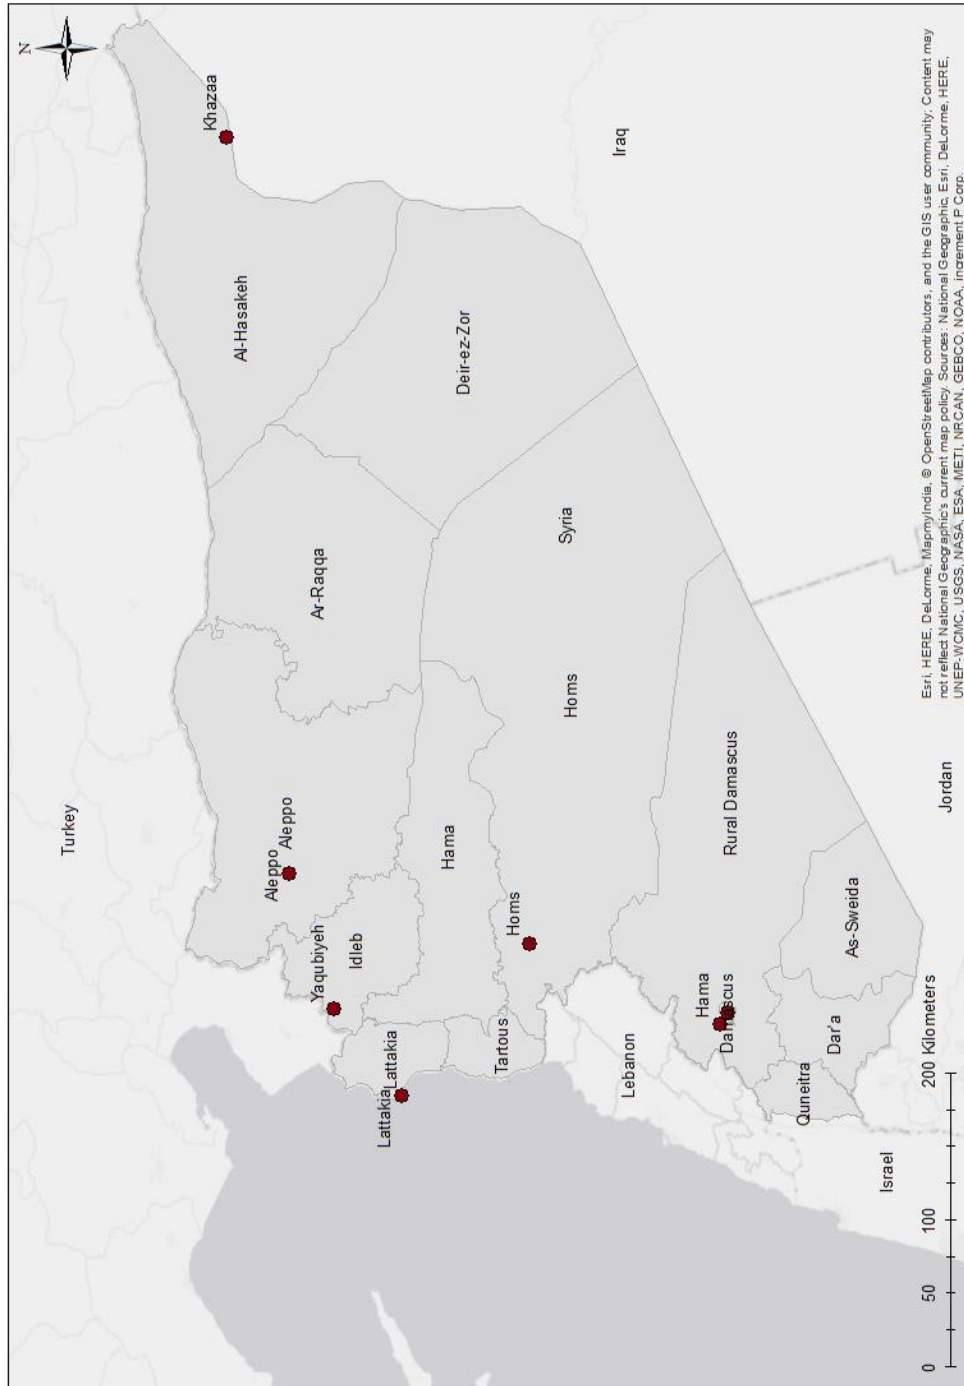 N
Turkey
Khazaa
Al-Hasakeh
Aleppo
Aleppo
Ar-Raqqa
Yaqubiyeh
Idleb
Lattakia
Lattakia
Hama
Deir-ez-Zor
Tartous
Homs
Syria
Homs
Iraq
Lebanon
Hama
Damascus
Rural Damascus
Quneitra
Dar'a
As-Sweida
Israel
Jordan
0 50 100 200 Kilometers
Esri, HERE, DeLorme, MapmyIndia, © OpenStreetMap contributors, and the GIS user community; Content may
not reflect National Geographic's current map policy. Sources: National Geographic, Esri, DeLorme, HERE,
UNEP-WCMC, USGS, NASA, ESA, METI, NRCAN, GEBCO, NOAA, increment P Corp.